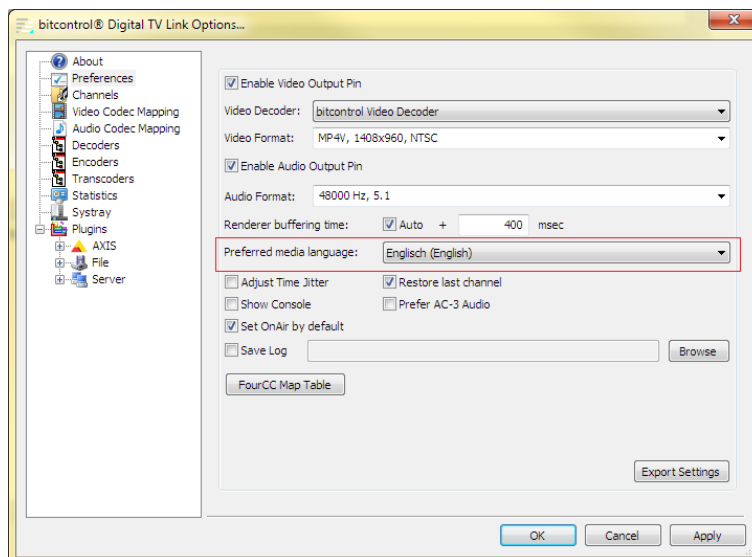 bitcontrol® Digital TV Link Options...
About
Preferences
Channels
Video Codec Mapping
Audio Codec Mapping
Decoders
Encoders
Transcoders
Statistics
Systray
Plugins
AXIS
File
Server
Enable Video Output Pin
Video Decoder: bitcontrol Video Decoder
Video Format: MP4V, 1408x960, NTSC
Enable Audio Output Pin
Audio Format: 48000 Hz, 5.1
Renderer buffering time: Auto + 400 msec
Preferred media language: Englisch (English)
Adjust Time Jitter Restore last channel
Show Console Prefer AC-3 Audio
Set OnAir by default
Save Log Browse
FourCC Map Table
Export Settings
OK Cancel Apply